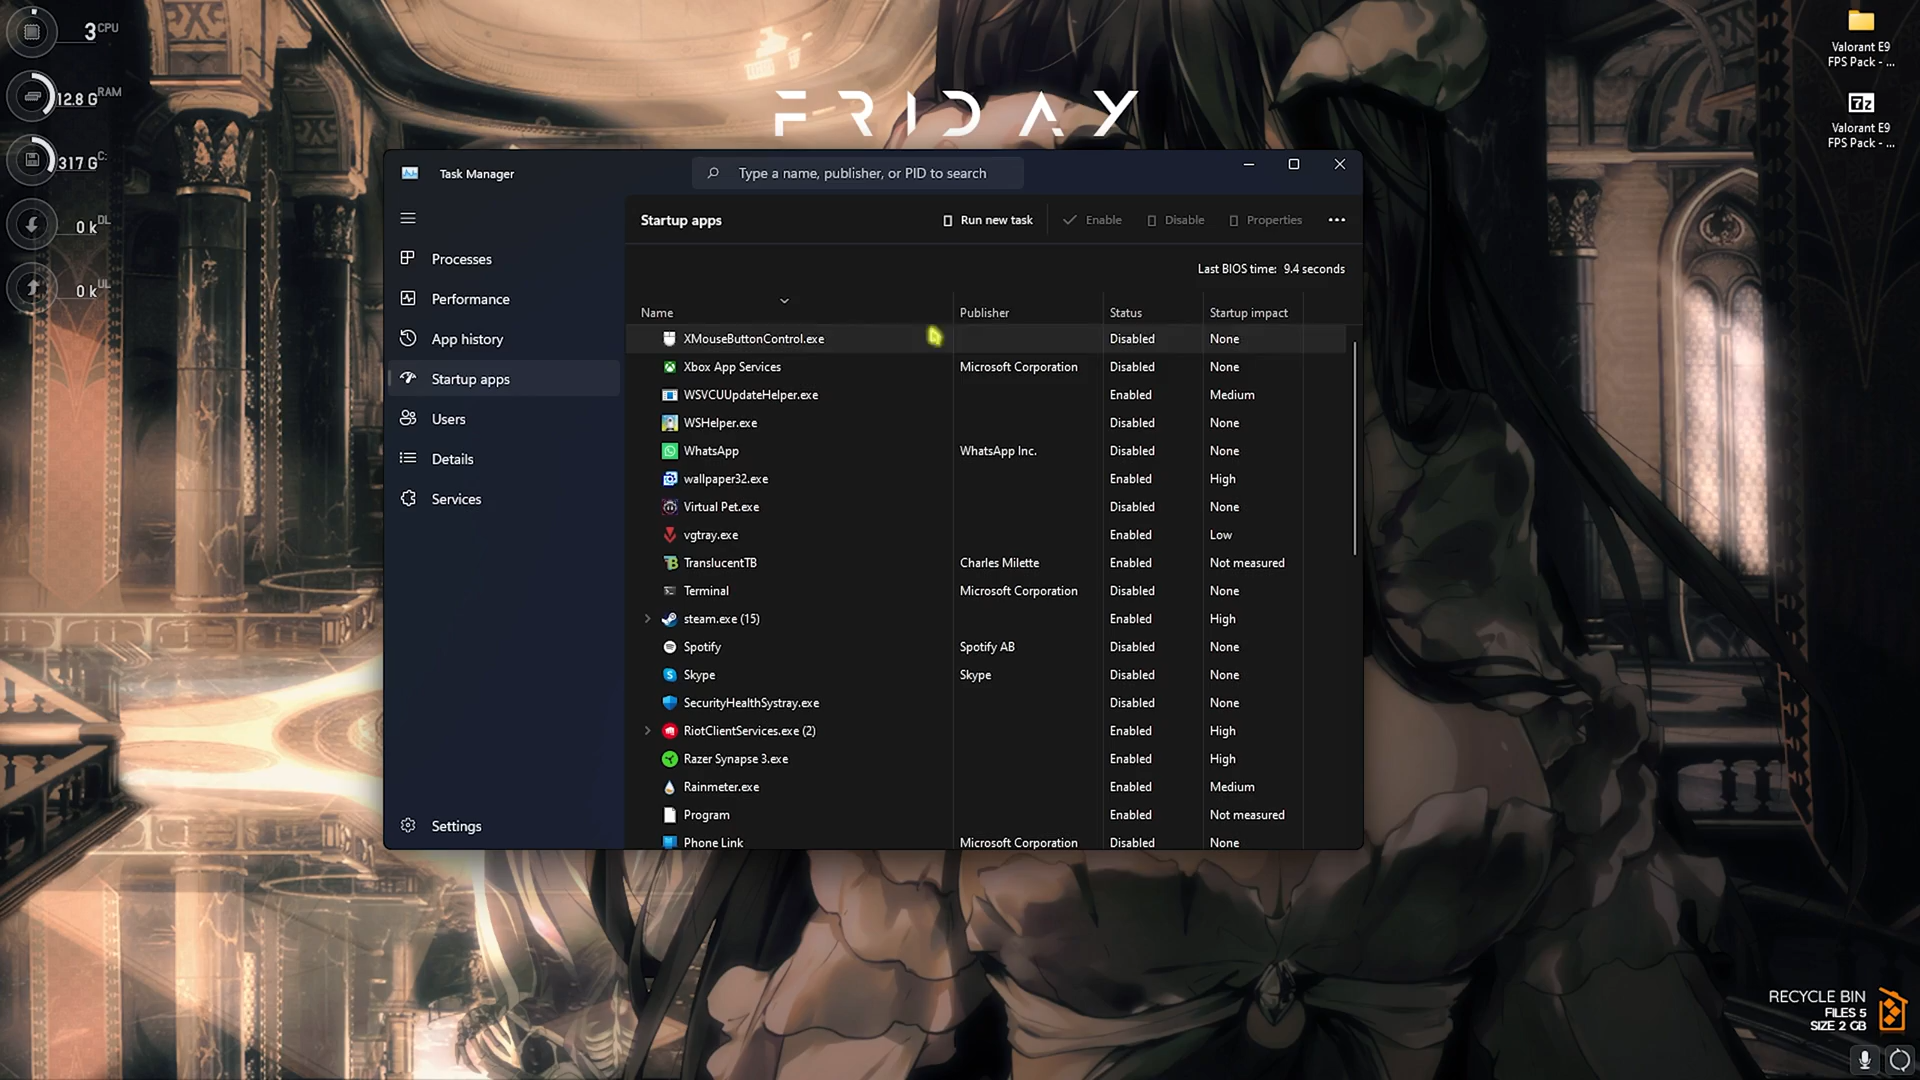 3 CPU
12.8 G RAM
317 G C:
0 k DL
0 k UL
FRIDAY
Valorant E9
FPS Pack - ...
7z
Valorant E9
FPS Pack - ...
Task Manager
Type a name, publisher, or PID to search
Processes
Performance
App history
Startup apps
Users
Details
Services
Settings
Startup apps Run new task Enable Disable Properties ...
Last BIOS time: 9.4 seconds
Name Publisher Status Startup impact
XMouseButtonControl.exe Disabled None
Xbox App Services Microsoft Corporation Disabled None
WSVCUUpdateHelper.exe Enabled Medium
WSHelper.exe Disabled None
WhatsApp WhatsApp Inc. Disabled None
wallpaper32.exe Enabled High
Virtual Pet.exe Disabled None
vgtray.exe Enabled Low
TranslucentTB Charles Milette Enabled Not measured
Terminal Microsoft Corporation Disabled None
steam.exe (15) Enabled High
Spotify Spotify AB Disabled None
Skype Skype Disabled None
SecurityHealthSystray.exe Disabled None
RiotClientServices.exe (2) Enabled High
Razer Synapse 3.exe Enabled High
Rainmeter.exe Enabled Medium
Program Enabled Not measured
Phone Link Microsoft Corporation Disabled None
RECYCLE BIN
FILES 5
SIZE 2 GB